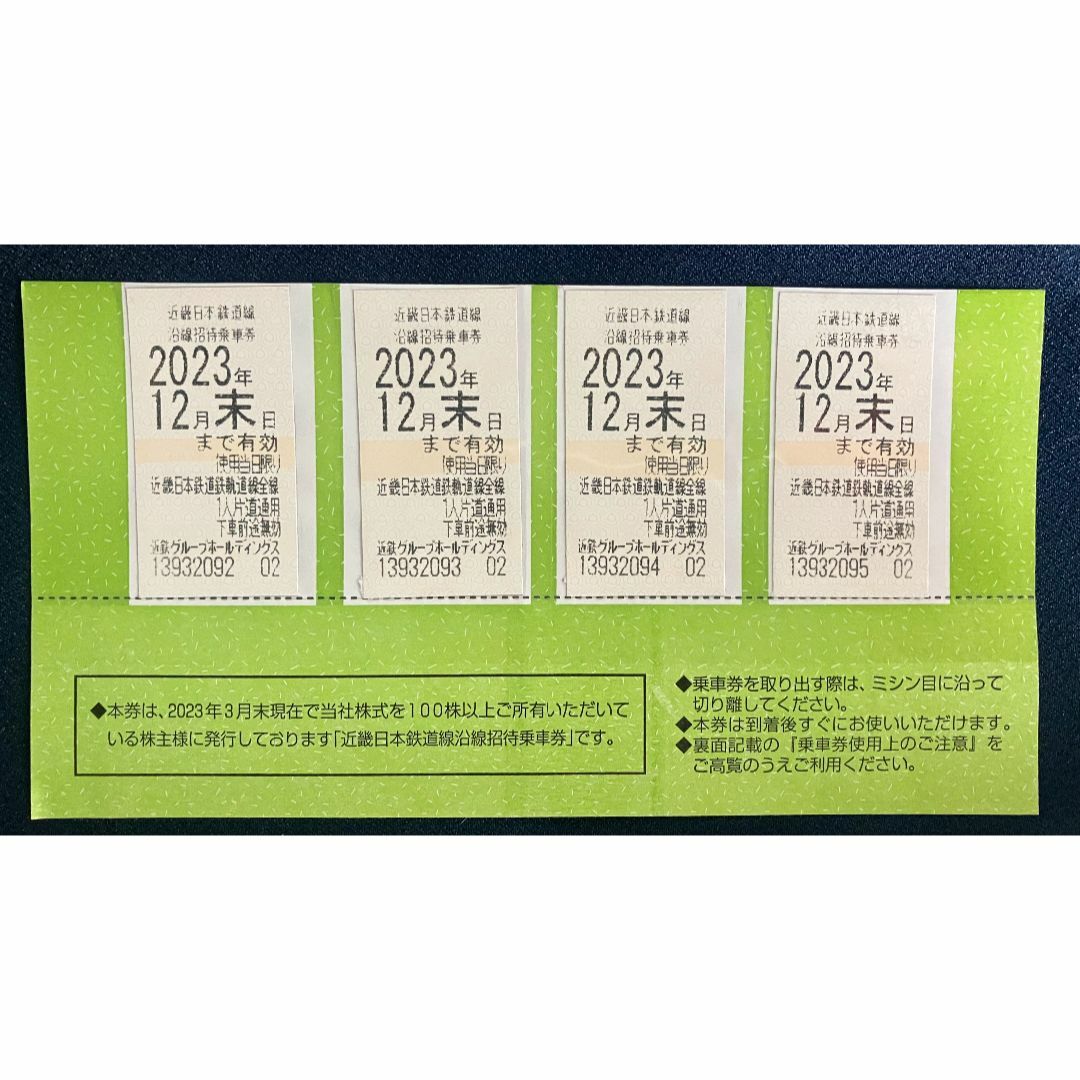 近畿日本鉄道線
沿線招待乗車券
2023年
12月末日
まで有効
使用当日限り
近畿日本鉄道鉄軌道線全線
1人片道通用
下車前途無効
近鉄グループホールディングス
13932092 02
近畿日本鉄道線
沿線招待乗車券
2023年
12月末日
まで有効
使用当日限り
近畿日本鉄道鉄軌道線全線
1人片道通用
下車前途無効
近鉄グループホールディングス
13932093 02
近畿日本鉄道線
沿線招待乗車券
2023年
12月末日
まで有効
使用当日限り
近畿日本鉄道鉄軌道線全線
1人片道通用
下車前途無効
近鉄グループホールディングス
13932094 02
近畿日本鉄道線
沿線招待乗車券
2023年
12月末日
まで有効
使用当日限り
近畿日本鉄道鉄軌道線全線
1人片道通用
下車前途無効
近鉄グループホールディングス
13932095 02
◆本券は、2023年3月末現在で当社株式を100株以上ご所有いただいて
いる株主様に発行しております「近畿日本鉄道線沿線招待乗車券」です。
◆乗車券を取り出す際は、ミシン目に沿って
切り離してください。
◆本券は到着後すぐにお使いいただけます。
◆裏面記載の『乗車券使用上のご注意』を
ご高覧のうえご利用ください。